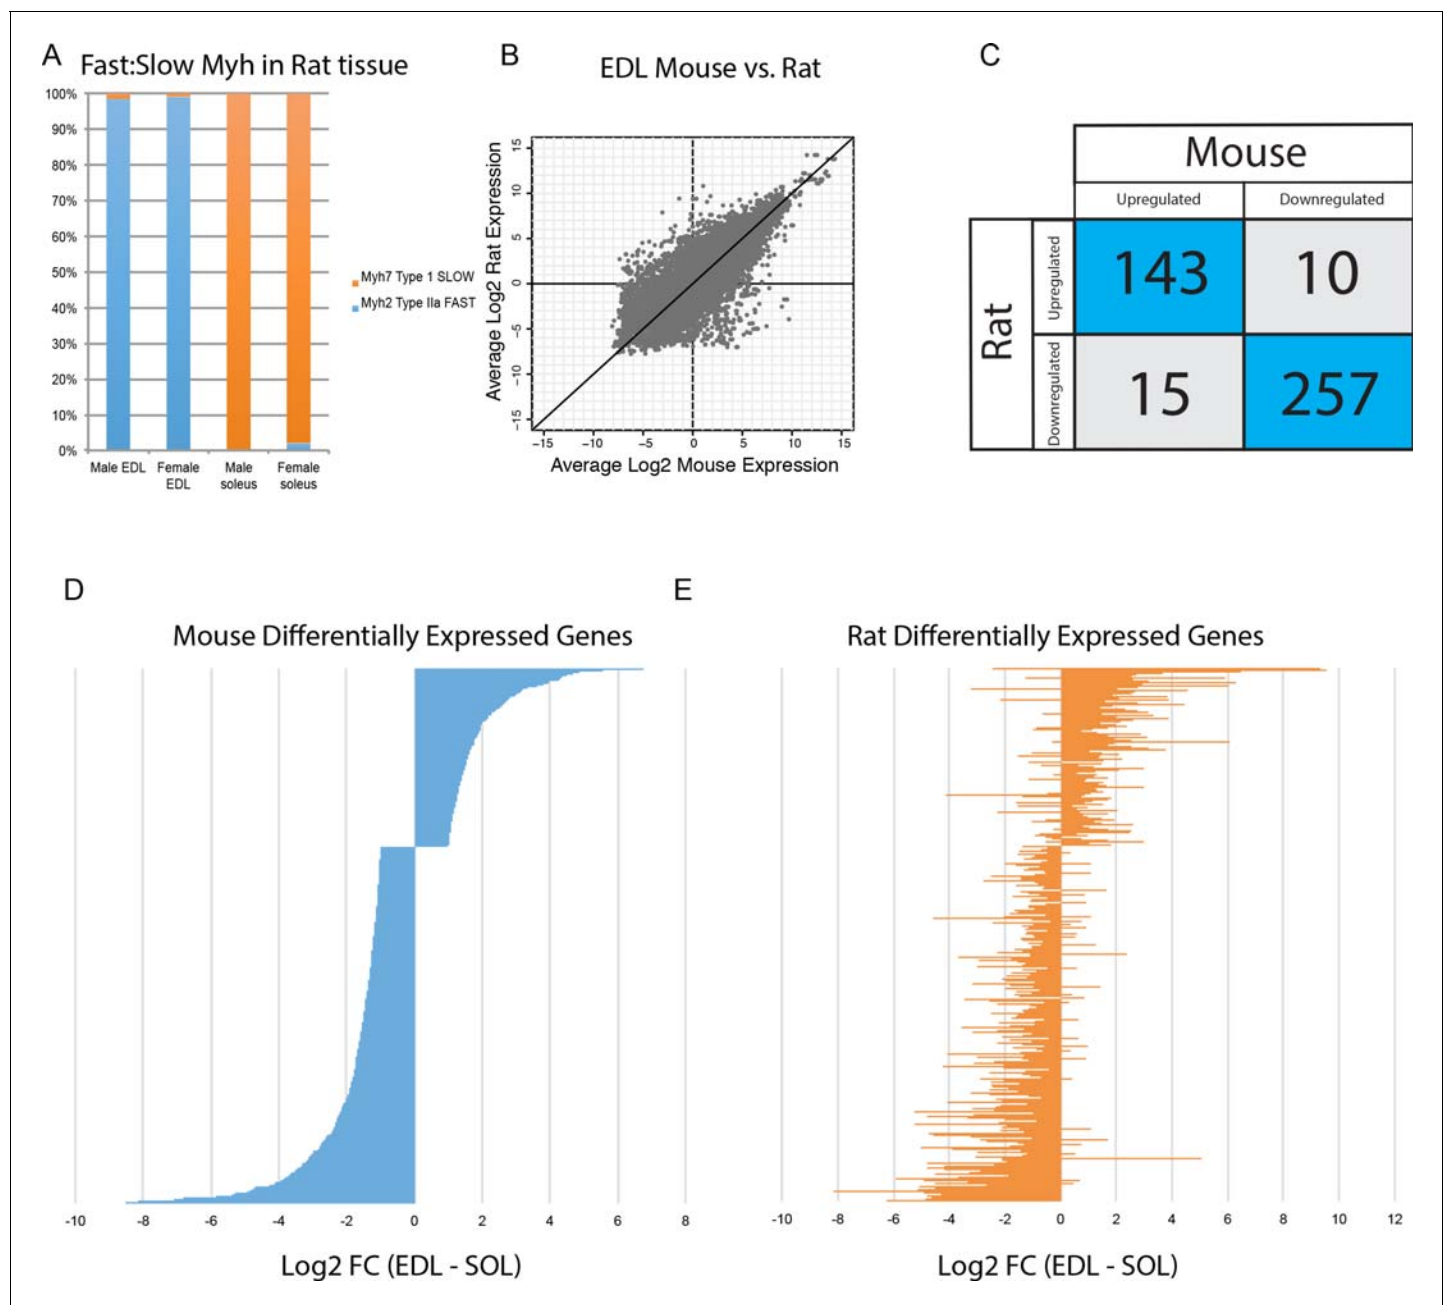 A
Fast:Slow Myh in Rat tissue
100%
90%
80%
70%
60%
50%
40%
30%
20%
10%
0%
Male EDL
Female
EDL
Male
soleus
Female
soleus
Myh7 Type 1 SLOW
Myh2 Type IIa FAST
B
EDL Mouse vs. Rat
Average Log2 Rat Expression
15
10
5
0
−5
−10
−15
−15
−10
−5
0
5
10
15
Average Log2 Mouse Expression
C
Mouse
Upregulated
Downregulated
Rat
Upregulated
143
10
Downregulated
15
257
D
Mouse Differentially Expressed Genes
-10
-8
-6
-4
-2
0
2
4
6
8
Log2 FC (EDL - SOL)
E
Rat Differentially Expressed Genes
-10
-8
-6
-4
-2
0
2
4
6
8
10
12
Log2 FC (EDL - SOL)